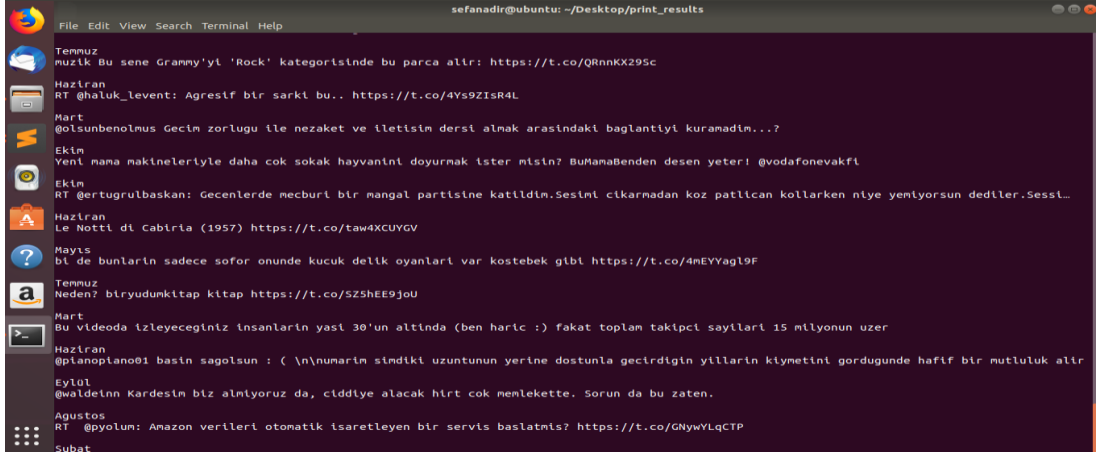 sefanadir@ubuntu: ~/Desktop/print_results
File Edit View Search Terminal Help
Temmuz
muzik Bu sene Grammy'yi 'Rock' kategorisinde bu parca alir: https://t.co/QRnnKX29Sc
Haziran
RT @haluk_levent: Agresif bir sarki bu.. https://t.co/4Ys9ZIsR4L
Mart
@olsunbenolmus Gecim zorlugu ile nezaket ve iletisim dersi almak arasindaki baglantiyi kuramadim...?
Ekim
Yeni mama makineleriyle daha cok sokak hayvanini doyurmak ister misin? BuMamaBenden desen yeter! @vodafonevakfi
Ekim
RT @ertugrulbaskan: Gecenlerde mecburi bir mangal partisine katildim.Sesimi cikarmadan koz patlican kollarken niye yemiyorsun dediler.Sessi…
Haziran
Le Notti di Cabiria (1957) https://t.co/taw4XCUYGV
Mayıs
bi de bunlarin sadece sofor onunde kucuk delik oyanlari var kostebek gibi https://t.co/4mEYYagl9F
Temmuz
Neden? biryudumkitap kitap https://t.co/SZ5hEE9joU
Mart
Bu videoda izleyeceginiz insanlarin yasi 30'un altinda (ben haric :) fakat toplam takipci sayilari 15 milyonun uzer
Haziran
@pianopiano01 basin sagolsun : ( \n\numarim simdiki uzuntunun yerine dostunla gecirdigin yillarin kiymetini gordugunde hafif bir mutluluk alir
Eylül
@waldeinn Kardesim biz almiyoruz da, ciddiye alacak hirt cok memlekette. Sorun da bu zaten.
Agustos
RT  @pyolum: Amazon verileri otomatik isaretleyen bir servis baslatmis? https://t.co/GNywYLqCTP
Subat